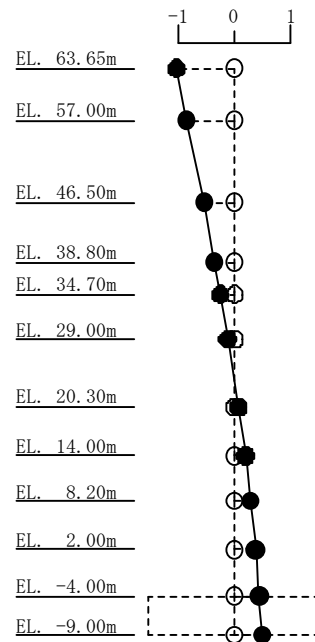 -1 0 1
EL. 63.65m
EL. 57.00m
EL. 46.50m
EL. 38.80m
EL. 34.70m
EL. 29.00m
EL. 20.30m
EL. 14.00m
EL. 8.20m
EL. 2.00m
EL. -4.00m
EL. -9.00m